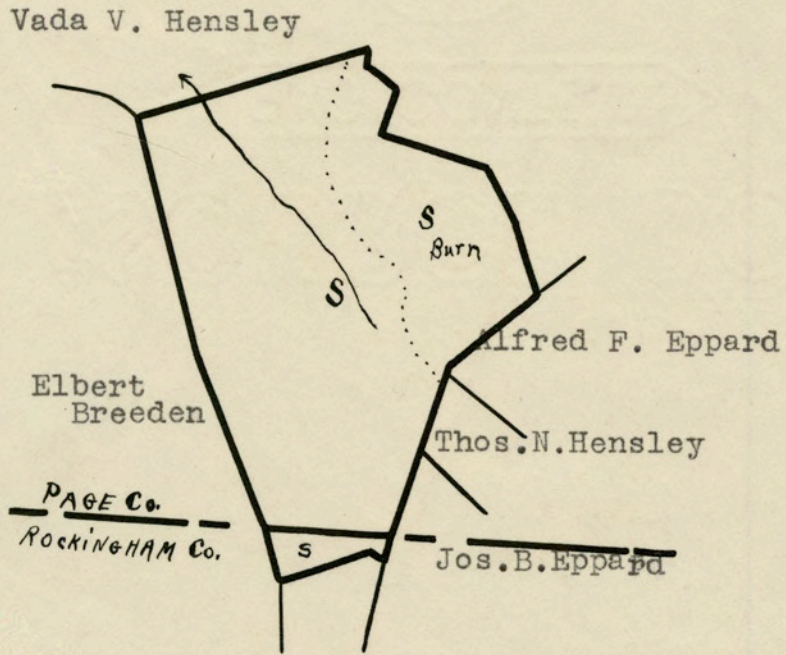 Vada V. Hensley
S
Burn
S
Alfred F. Eppard
Elbert
Breeden
Thos.N.Hensley
PAGE Co.
ROCKINGHAM Co.
S
Jos.B.Eppard